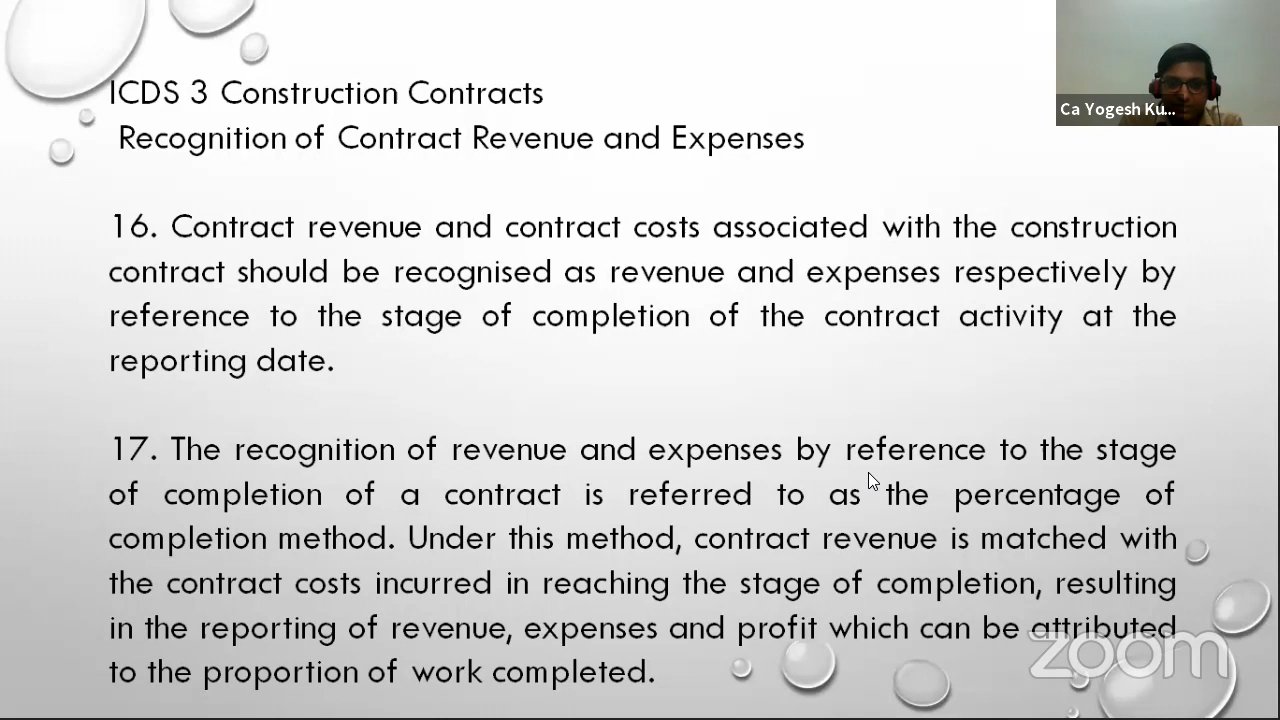 ICDS 3 Construction Contracts
Recognition of Contract Revenue and Expenses
Ca Yogesh Ku...
16. Contract revenue and contract costs associated with the construction
contract should be recognised as revenue and expenses respectively by
reference to the stage of completion of the contract activity at the
reporting date.
17. The recognition of revenue and expenses by reference to the stage
of completion of a contract is referred to as the percentage of
completion method. Under this method, contract revenue is matched with
the contract costs incurred in reaching the stage of completion, resulting
in the reporting of revenue, expenses and profit which can be attributed
to the proportion of work completed.
zoom